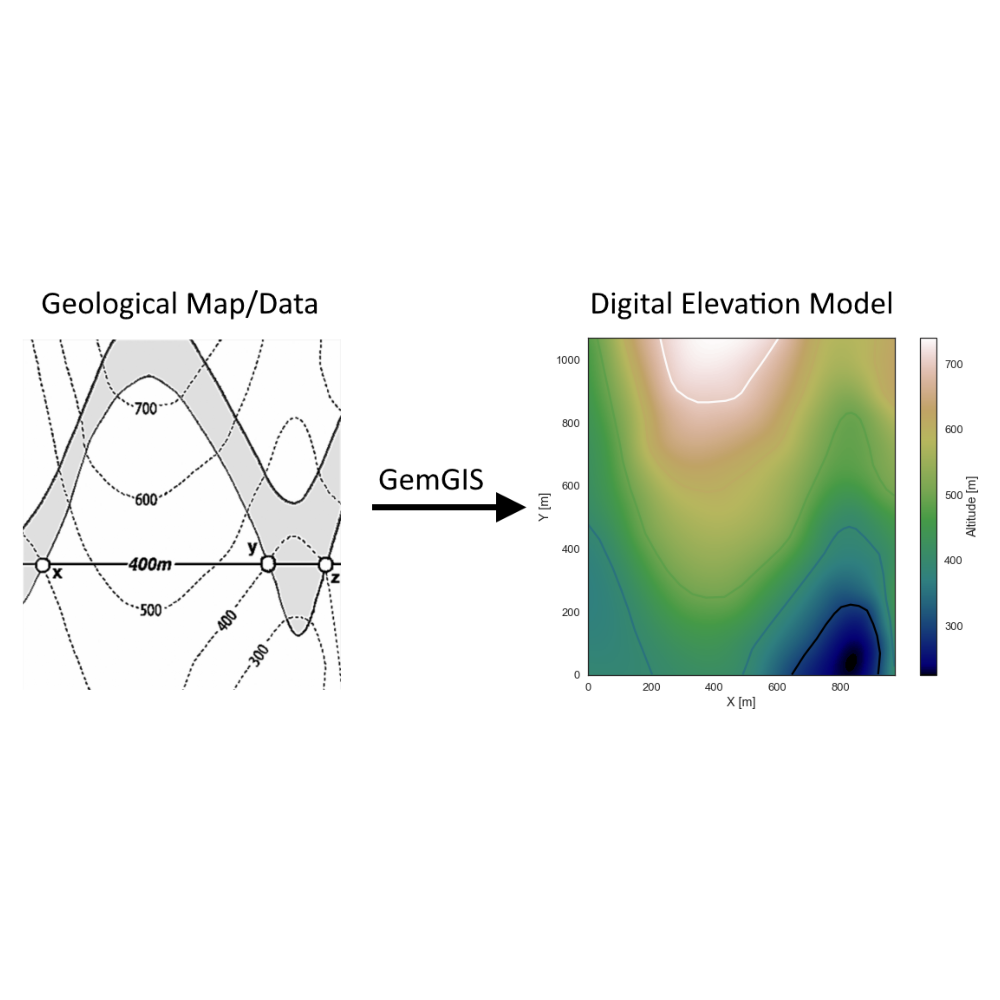 Geological Map/Data
700
600
y
x
400m
z
500
400
300
GemGIS
Digital Elevation Model
1000
800
600
400
200
0
Y [m]
0 200 400 600 800
X [m]
700
600
500
400
300
Altitude [m]